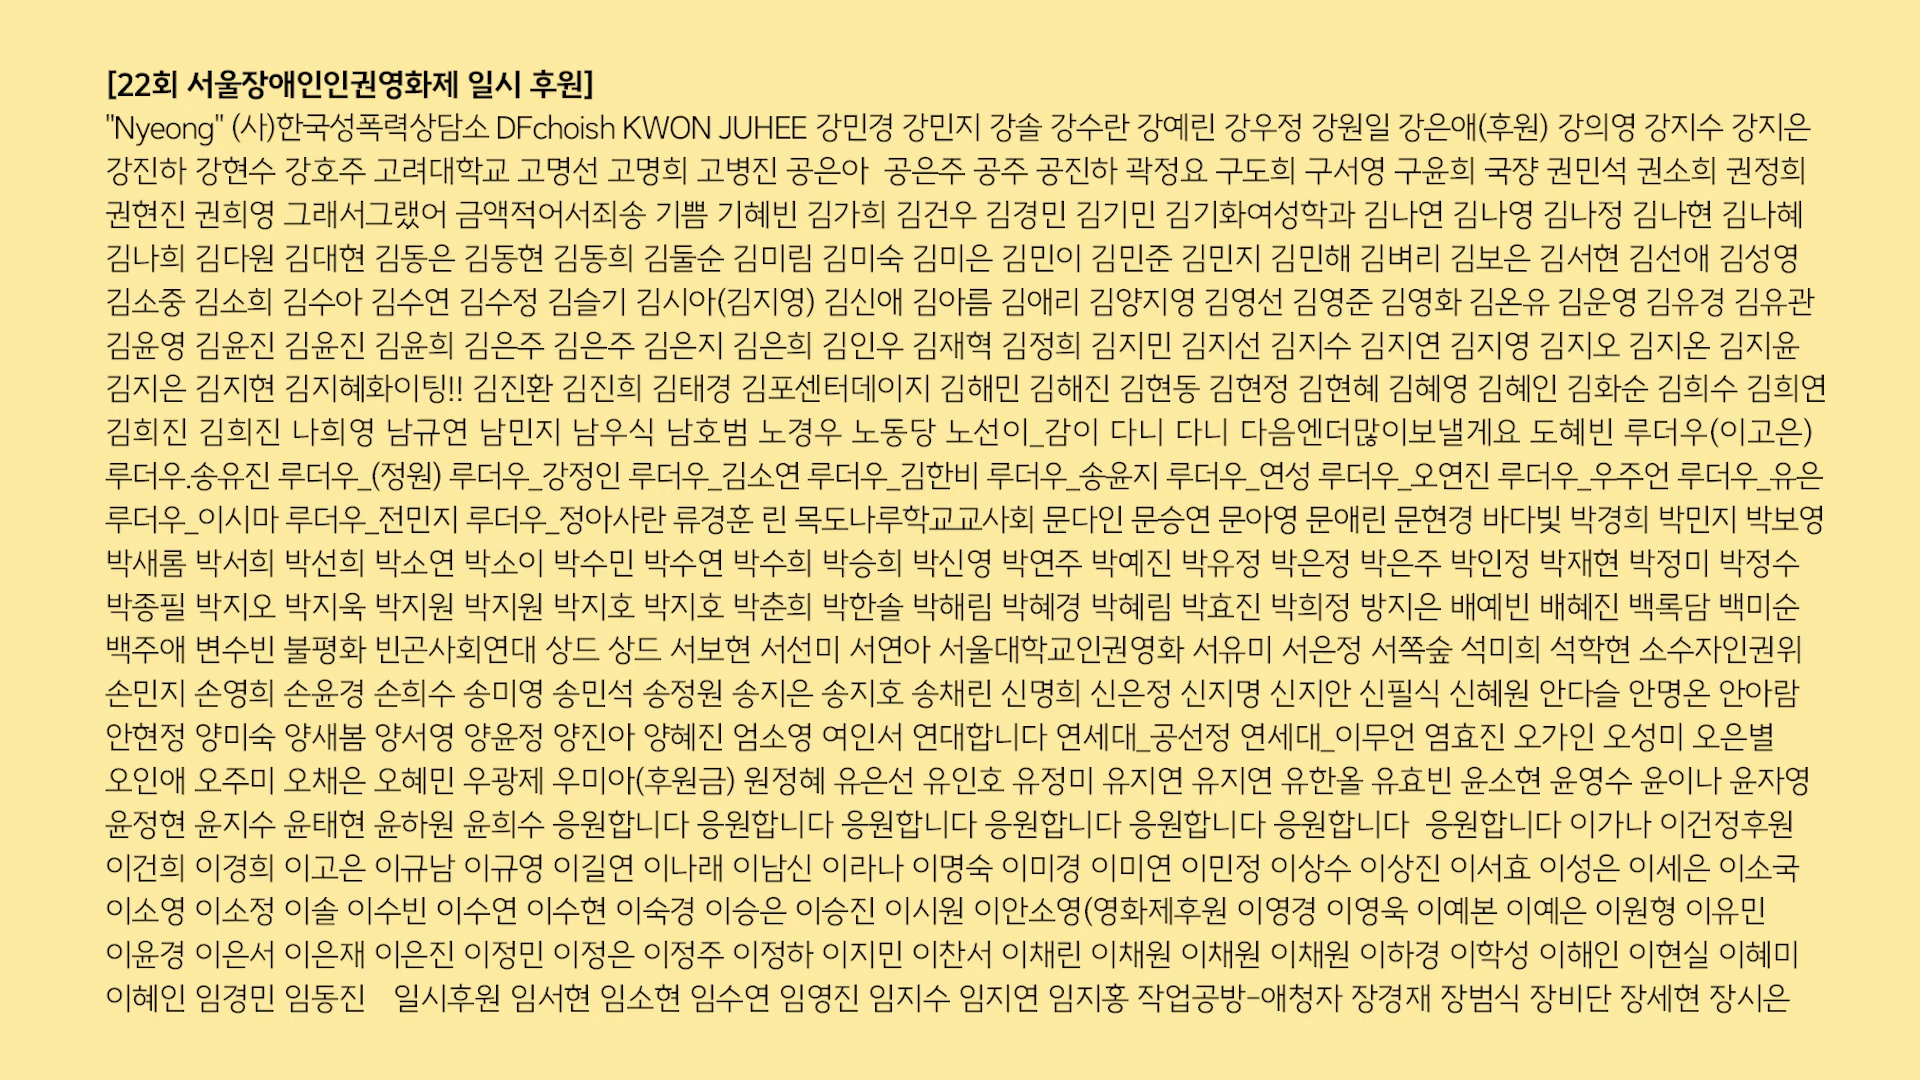 [22회 서울장애인인권영화제 일시 후원]
"Nyeong" (사)한국성폭력상담소 DFchoish KWON JUHEE 강민경 강민지 강솔 강수란 강예린 강우정 강원일 강은애(후원) 강의영 강지수 강지은
강진하 강현수 강호주 고려대학교 고명선 고명희 고병진 공은아 공은주 공주 공진하 곽정요 구도희 구서영 구윤희 국쟝 권민석 권소희 권정희
권현진 권희영 그래서그랬어 금액적어서죄송 기쁨 기혜빈 김가희 김건우 김경민 김기민 김기화여성학과 김나연 김나영 김나정 김나현 김나혜
김나희 김다원 김대현 김동은 김동현 김동희 김둘순 김미림 김미숙 김미은 김민이 김민준 김민지 김민해 김벼리 김보은 김서현 김선애 김성영
김소중 김소희 김수아 김수연 김수정 김슬기 김시아(김지영) 김신애 김아름 김애리 김양지영 김영선 김영준 김영화 김온유 김운영 김유경 김유관
김윤영 김윤진 김윤진 김윤희 김은주 김은주 김은지 김은희 김인우 김재혁 김정희 김지민 김지선 김지수 김지연 김지영 김지오 김지온 김지윤
김지은 김지현 김지혜화이팅!! 김진환 김진희 김태경 김포센터데이지 김해민 김해진 김현동 김현정 김현혜 김혜영 김혜인 김화순 김희수 김희연
김희진 김희진 나희영 남규연 남민지 남우식 남호범 노경우 노동당 노선이_감이 다니 다니 다음엔더많이보낼게요 도혜빈 루더우(이고은)
루더우.송유진 루더우_(정원) 루더우_강정인 루더우_김소연 루더우_김한비 루더우_송윤지 루더우_연성 루더우_오연진 루더우_우주언 루더우_유은
루더우_이시마 루더우_전민지 루더우_정아사란 류경훈 린 목도나루학교교사회 문다인 문승연 문아영 문애린 문현경 바다빛 박경희 박민지 박보영
박새롬 박서희 박선희 박소연 박소이 박수민 박수연 박수희 박승희 박신영 박연주 박예진 박유정 박은정 박은주 박인정 박재현 박정미 박정수
박종필 박지오 박지욱 박지원 박지원 박지호 박지호 박춘희 박한솔 박해림 박혜경 박혜림 박효진 박희정 방지은 배예빈 배혜진 백록담 백미순
백주애 변수빈 불평화 빈곤사회연대 상드 상드 서보현 서선미 서연아 서울대학교인권영화 서유미 서은정 서쪽숲 석미희 석학현 소수자인권위
손민지 손영희 손윤경 손희수 송미영 송민석 송정원 송지은 송지호 송채린 신명희 신은정 신지명 신지안 신필식 신혜원 안다슬 안명온 안아람
안현정 양미숙 양새봄 양서영 양윤정 양진아 양혜진 엄소영 여인서 연대합니다 연세대_공선정 연세대_이무언 염효진 오가인 오성미 오은별
오인애 오주미 오채은 오혜민 우광제 우미아(후원금) 원정혜 유은선 유인호 유정미 유지연 유지연 유한올 유효빈 윤소현 윤영수 윤이나 윤자영
윤정현 윤지수 윤태현 윤하원 윤희수 응원합니다 응원합니다 응원합니다 응원합니다 응원합니다 응원합니다 응원합니다 이가나 이건정후원
이건희 이경희 이고은 이규남 이규영 이길연 이나래 이남신 이라나 이명숙 이미경 이미연 이민정 이상수 이상진 이서효 이성은 이세은 이소국
이소영 이소정 이솔 이수빈 이수연 이수현 이숙경 이승은 이승진 이시원 이안소영(영화제후원 이영경 이영욱 이예본 이예은 이원형 이유민
이윤경 이은서 이은재 이은진 이정민 이정은 이정주 이정하 이지민 이찬서 이채린 이채원 이채원 이채원 이하경 이학성 이해인 이현실 이혜미
이혜인 임경민 임동진 일시후원 임서현 임소현 임수연 임영진 임지수 임지연 임지홍 작업공방-애청자 장경재 장범식 장비단 장세현 장시은